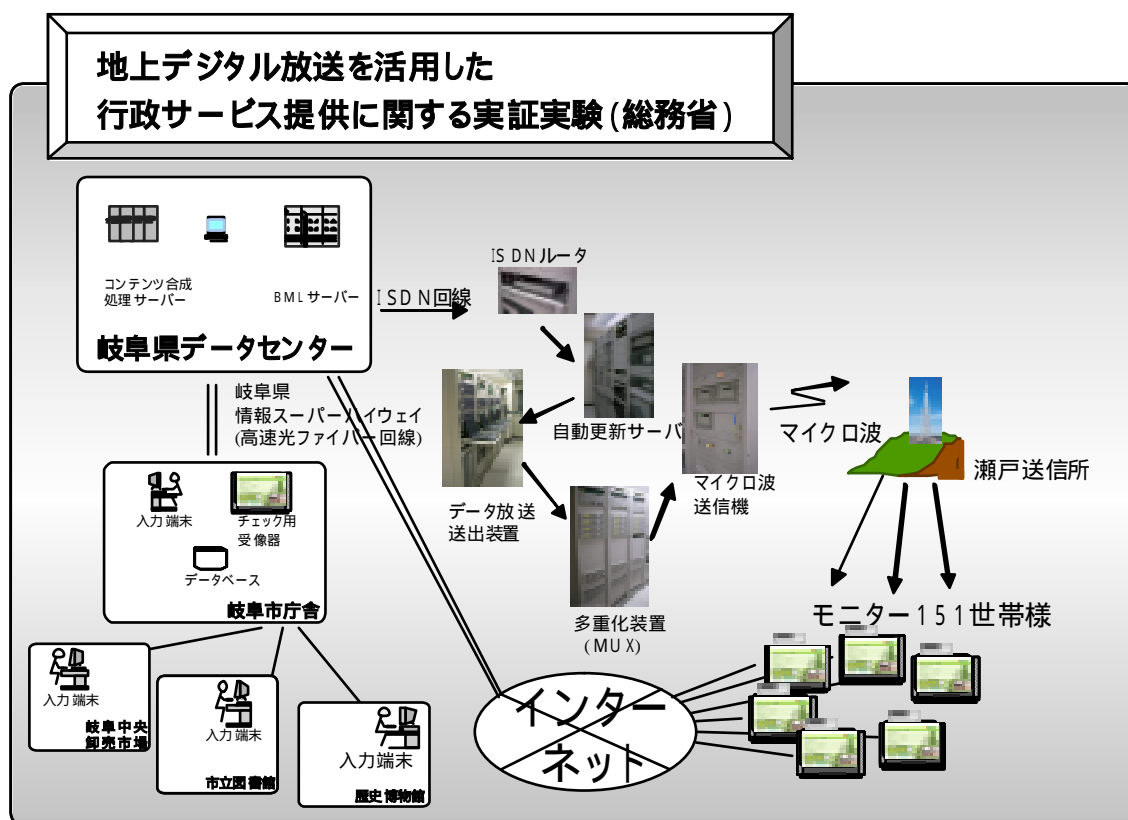 地上デジタル放送を活用した
行政サービス提供に関する実証実験(総務省)
コンテンツ合成
処理サーバー
BMLサーバー
岐阜県データセンター
ISDN回線
ISDNルータ
自動更新サーバ
データ放送
送出装置
多重化装置
(MUX)
マイクロ波
送信機
マイクロ波
瀬戸送信所
モニター151世帯様
岐阜県
情報スーパーハイウェイ
(高速光ファイバー回線)
入力端末
チェック用
受像器
データベース
岐阜市庁舎
入力端末
岐阜中央
卸売市場
入力端末
市立図書館
入力端末
歴史博物館
インター
ネット